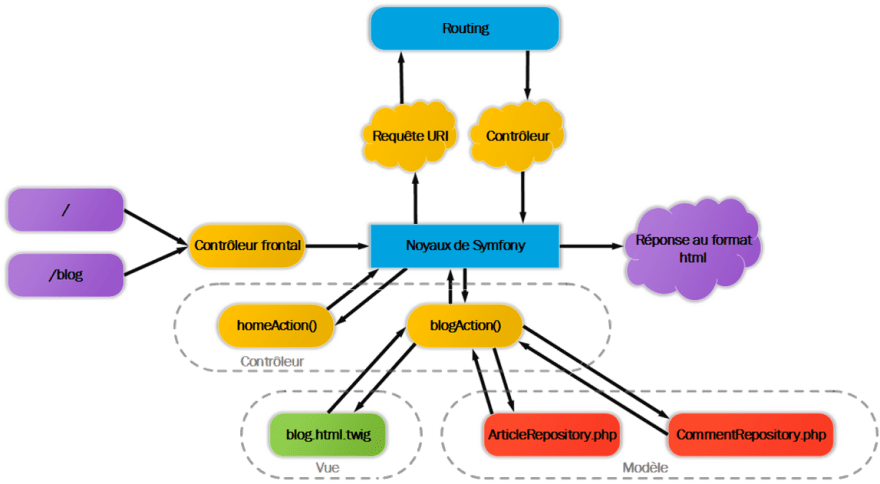 Routing
Requête URI
Contrôleur
/
/blog
Contrôleur frontal
Noyaux de Symfony
Réponse au format
html
homeAction()
blogAction()
Contrôleur
blog.html.twig
Vue
ArticleRepository.php
CommentRepository.php
Modèle